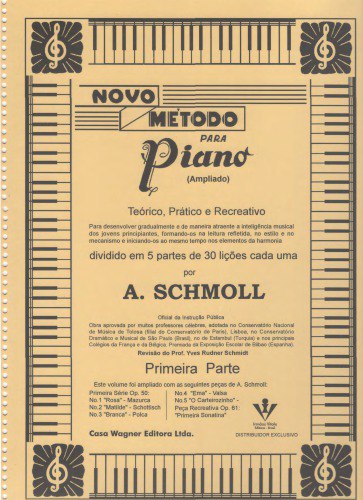 NOVO
MÉTODO
PARA
Piano
(Ampliado)
Teórico, Prático e Recreativo
Para desenvolver gradualmente e de maneira atraente a inteligência musical
dos jovens principiantes, formando-os na leitura refletida, no estilo e no
mecanismo e iniciando-os ao mesmo tempo nos elementos da harmonia
dividido em 5 partes de 30 lições cada uma
por
A. SCHMOLL
Oficial da Instrução Pública
Obra aprovada por muitos professores célebres, adotada no Conservatório Nacional
de Música de Tolosa (filial do Conservatório de Paris), Lisboa, no Conservatório
Dramático e Musical de São Paulo (Brasil), no de Estambul (Turquia) e nos principais
Colégios da França e da Bélgica. Premiado na Exposição Escolar de Bilbao (Espanha).
Revisão do Prof. Yves Rudner Schmidt
Primeira Parte
Este volume foi ampliado com as seguintes peças de A. Schmoll:
Primeira Série Op. 50:
No.1 "Rosa" - Mazurca
No.2 "Matilde" - Schottisch
No.3 "Branca" - Polca
No.4 "Ema" - Valsa
No.5 "O Carteirozinho" -
Peça Recreativa Op. 61:
"Primeira Sonatina"
Irmãos Vitale
Casa Wagner Editora Ltda.
DISTRIBUIDOR EXCLUSIVO